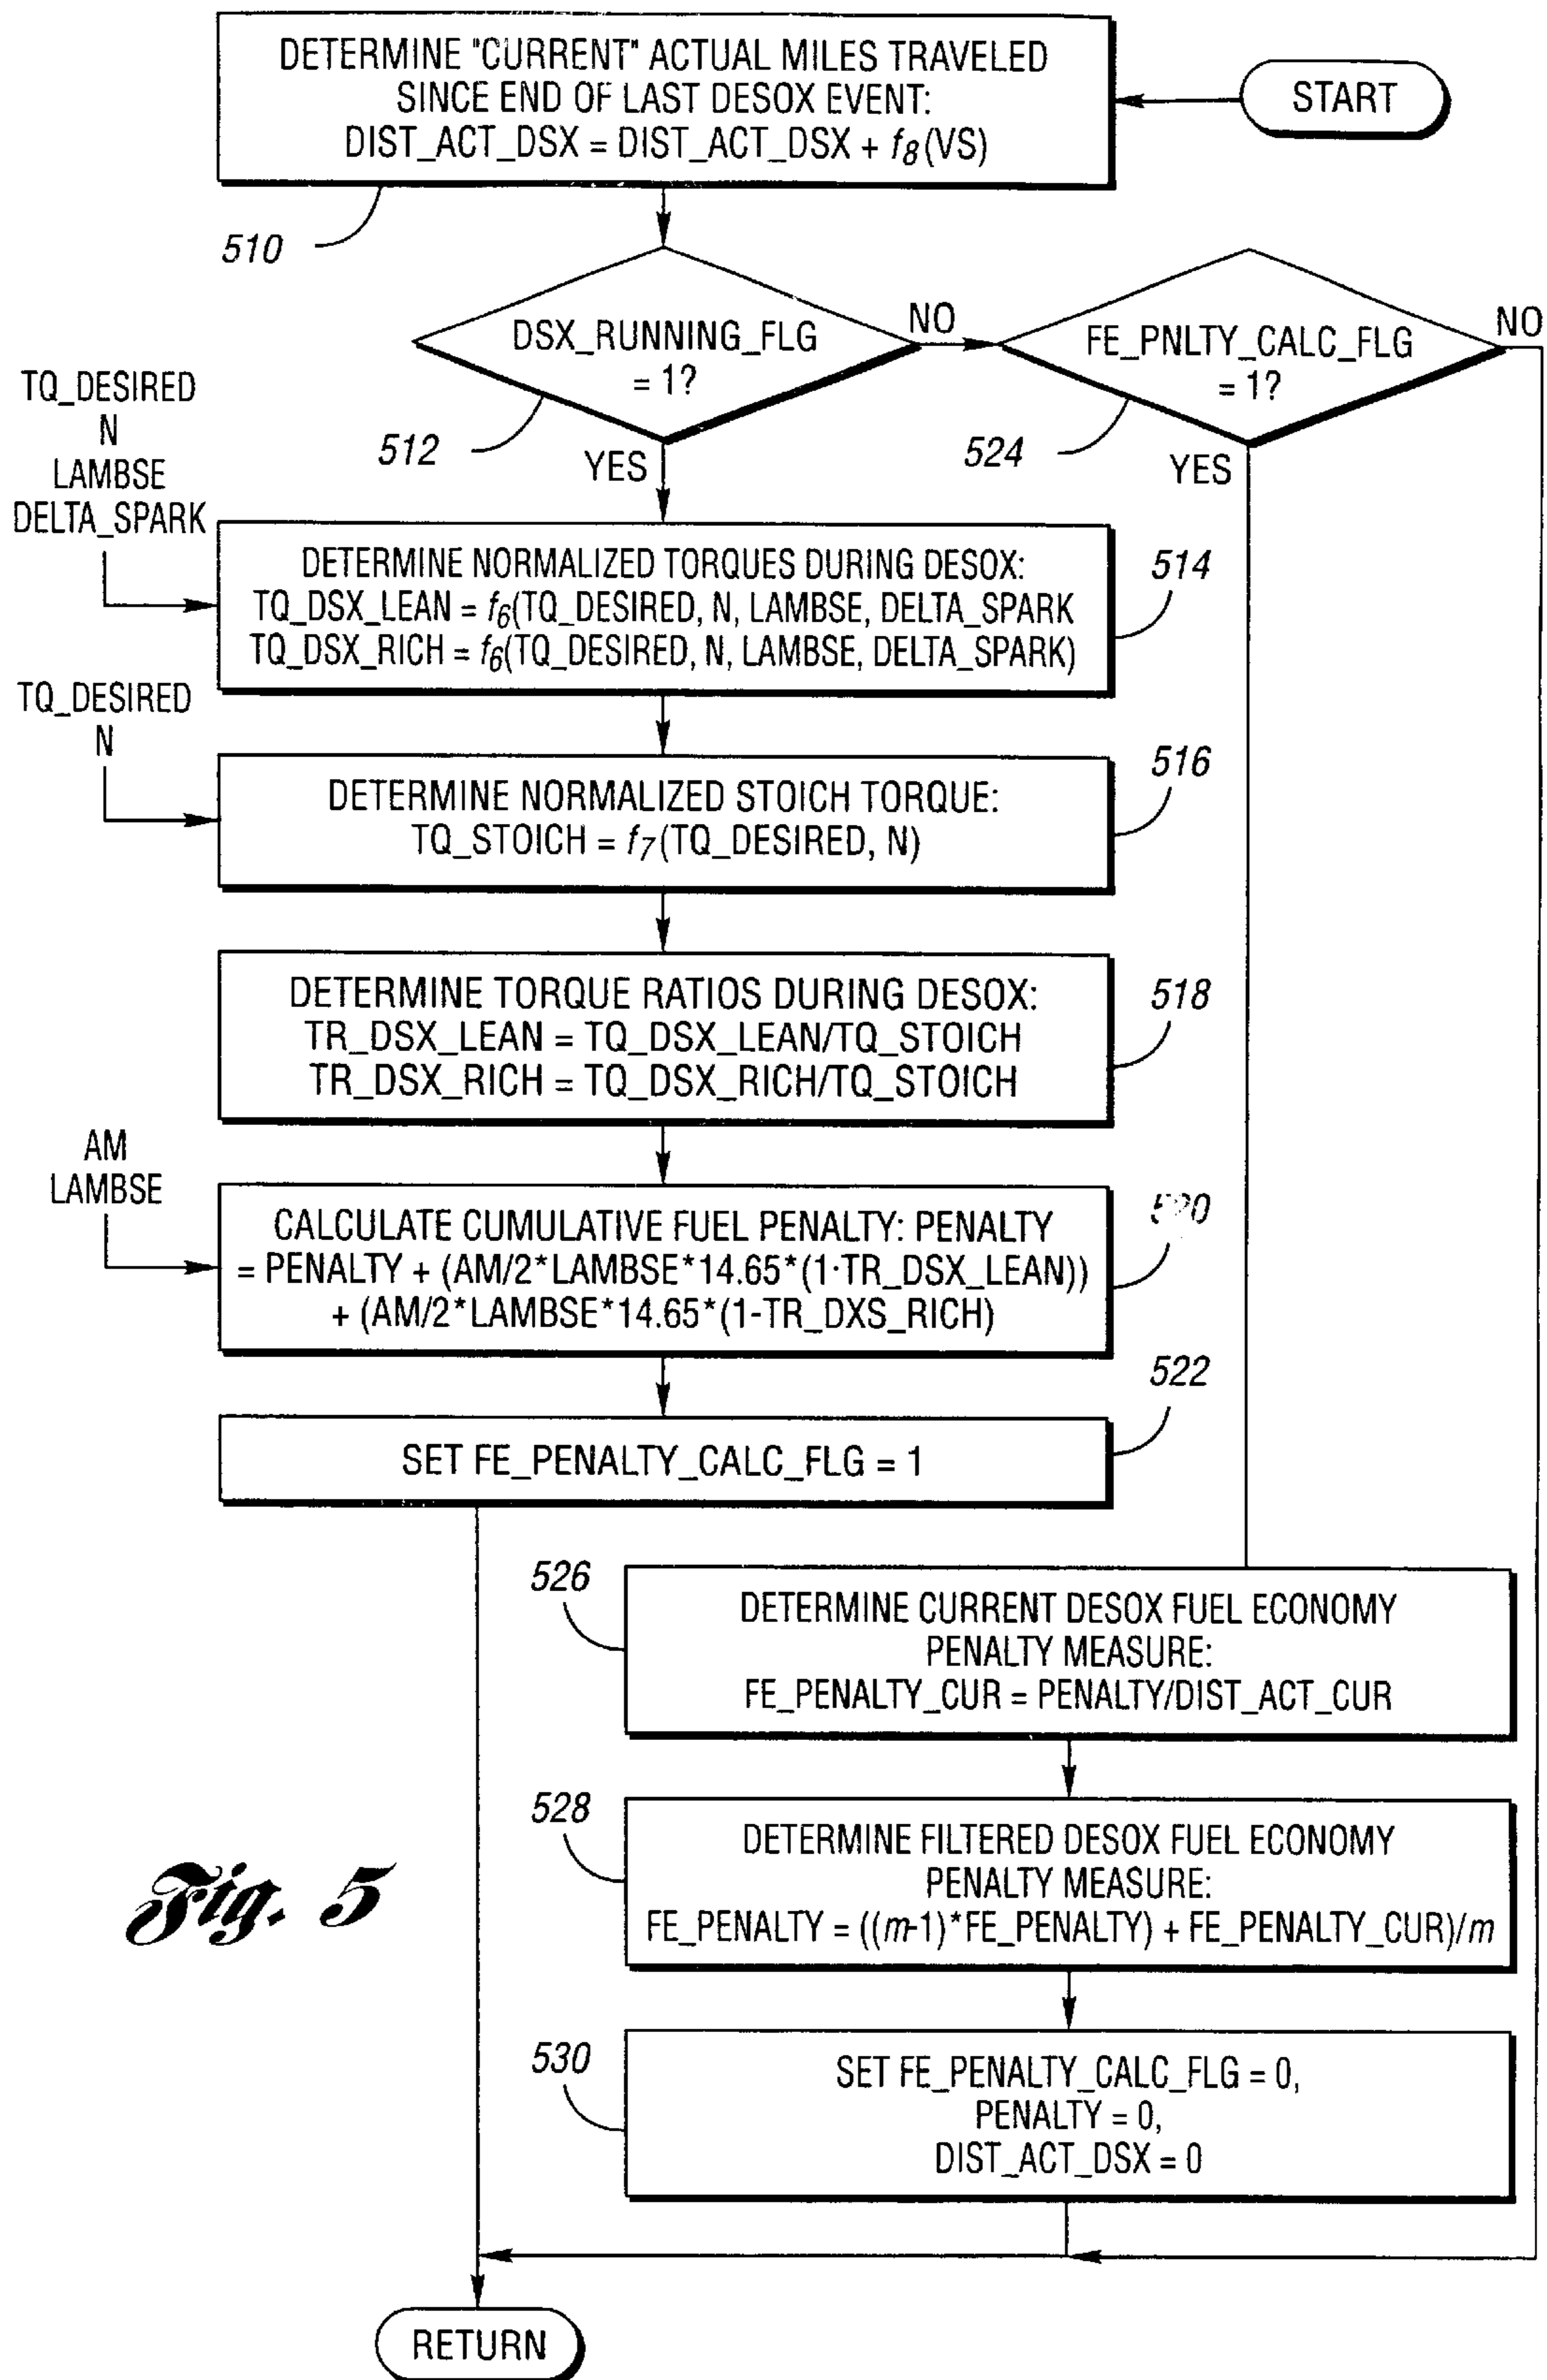 DETERMINE "CURRENT" ACTUAL MILES TRAVELED
SINCE END OF LAST DESOX EVENT:
DIST_ACT_DSX = DIST_ACT_DSX + f8(VS)
START
510
DSX_RUNNING_FLG
= 1?
NO
512
YES
FE_PNLTY_CALC_FLG
= 1?
NO
524
YES
TQ_DESIRED
N
LAMBSE
DELTA_SPARK
DETERMINE NORMALIZED TORQUES DURING DESOX:
TQ_DSX_LEAN = f6(TQ_DESIRED, N, LAMBSE, DELTA_SPARK
TQ_DSX_RICH = f6(TQ_DESIRED, N, LAMBSE, DELTA_SPARK)
514
TQ_DESIRED
N
DETERMINE NORMALIZED STOICH TORQUE:
TQ_STOICH = f7(TQ_DESIRED, N)
516
DETERMINE TORQUE RATIOS DURING DESOX:
TR_DSX_LEAN = TQ_DSX_LEAN/TQ_STOICH
TR_DSX_RICH = TQ_DSX_RICH/TQ_STOICH
518
AM
LAMBSE
CALCULATE CUMULATIVE FUEL PENALTY: PENALTY
= PENALTY + (AM/2*LAMBSE*14.65*(1·TR_DSX_LEAN))
+ (AM/2*LAMBSE*14.65*(1-TR_DXS_RICH)
SET FE_PENALTY_CALC_FLG = 1
522
526
DETERMINE CURRENT DESOX FUEL ECONOMY
PENALTY MEASURE:
FE_PENALTY_CUR = PENALTY/DIST_ACT_CUR
528
DETERMINE FILTERED DESOX FUEL ECONOMY
PENALTY MEASURE:
FE_PENALTY = ((m-1)*FE_PENALTY) + FE_PENALTY_CUR)/m
530
SET FE_PENALTY_CALC_FLG = 0,
PENALTY = 0,
DIST_ACT_DSX = 0
Fig. 5
RETURN